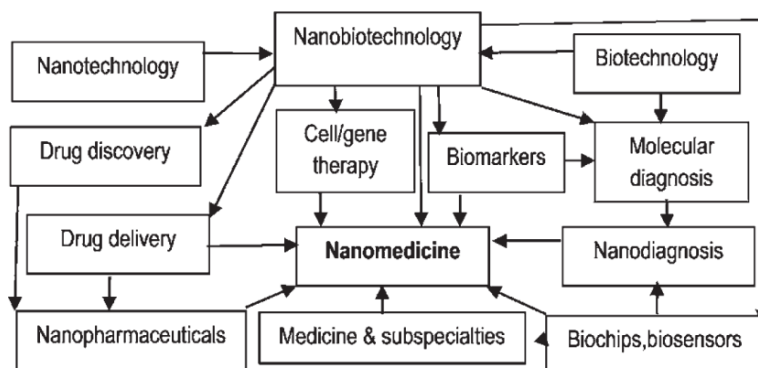 Nanobiotechnology
Nanotechnology
Biotechnology
Drug discovery
Cell/gene
therapy
Biomarkers
Molecular
diagnosis
Drug delivery
Nanomedicine
Nanodiagnosis
Nanopharmaceuticals
Medicine & subspecialties
Biochips,biosensors